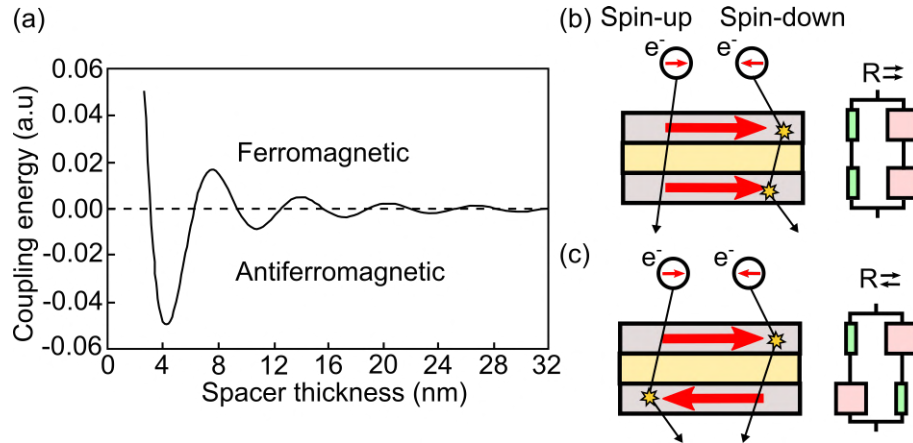 (a)
Coupling energy (a.u)
0.06
0.04
0.02
0.00
-0.02
-0.04
-0.06
Ferromagnetic
Antiferromagnetic
0 4 8 12 16 20 24 28 32
Spacer thickness (nm)
(b) Spin-up Spin-down
e- e-
R⇉
(c)
e- e-
R⇄